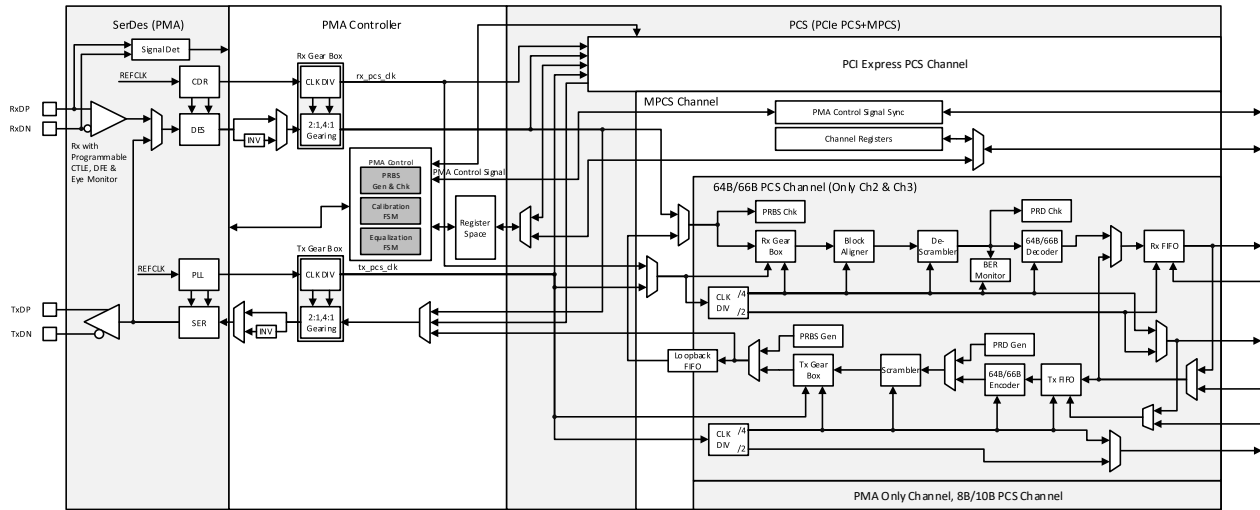 SerDes (PMA)
PMA Controller
PCS (PCIe PCS+MPCS)
Signal Det
Rx Gear Box
REFCLK
CDR
CLK DIV
rx_pcs_clk
PCI Express PCS Channel
RxDP
RxDN
DES
INV
2:1,4:1
Gearing
MPCS Channel
PMA Control Signal Sync
Channel Registers
Rx with
Programmable
CTLE, DFE &
Eye Monitor
PMA Control
PRBS
Gen & Chk
Calibration
FSM
Equalization
FSM
PMA Control Signal
Register
Space
64B/66B PCS Channel (Only Ch2 & Ch3)
PRBS Chk
PRD Chk
Rx Gear
Box
Block
Aligner
De-
Scrambler
64B/66B
Decoder
BER
Monitor
Rx FIFO
Tx Gear Box
REFCLK
PLL
CLK DIV
tx_pcs_clk
CLK
DIV
/4
/2
TxDP
TxDN
SER
INV
2:1,4:1
Gearing
PRBS Gen
PRD Gen
Loopback
FIFO
Tx Gear
Box
Scrambler
64B/66B
Encoder
Tx FIFO
CLK
DIV
/4
/2
PMA Only Channel, 8B/10B PCS Channel